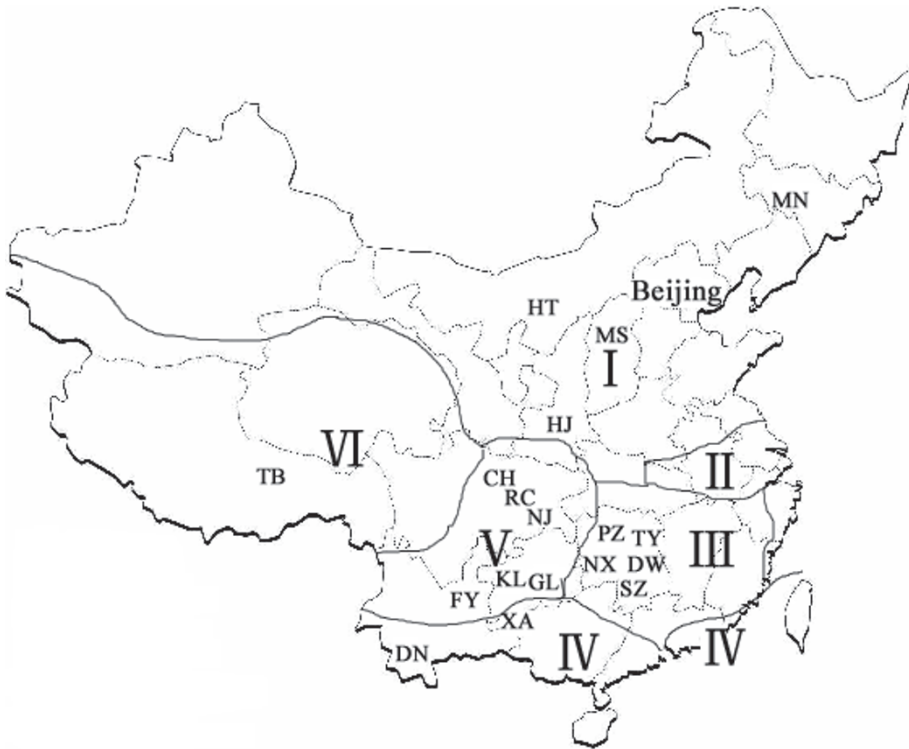 MN
Beijing
HT
MS
I
HJ
VI
TB
CH
RC
NJ
II
V
PZ
TY
III
NX
DW
KL
GL
SZ
FY
XA
DN
IV
IV